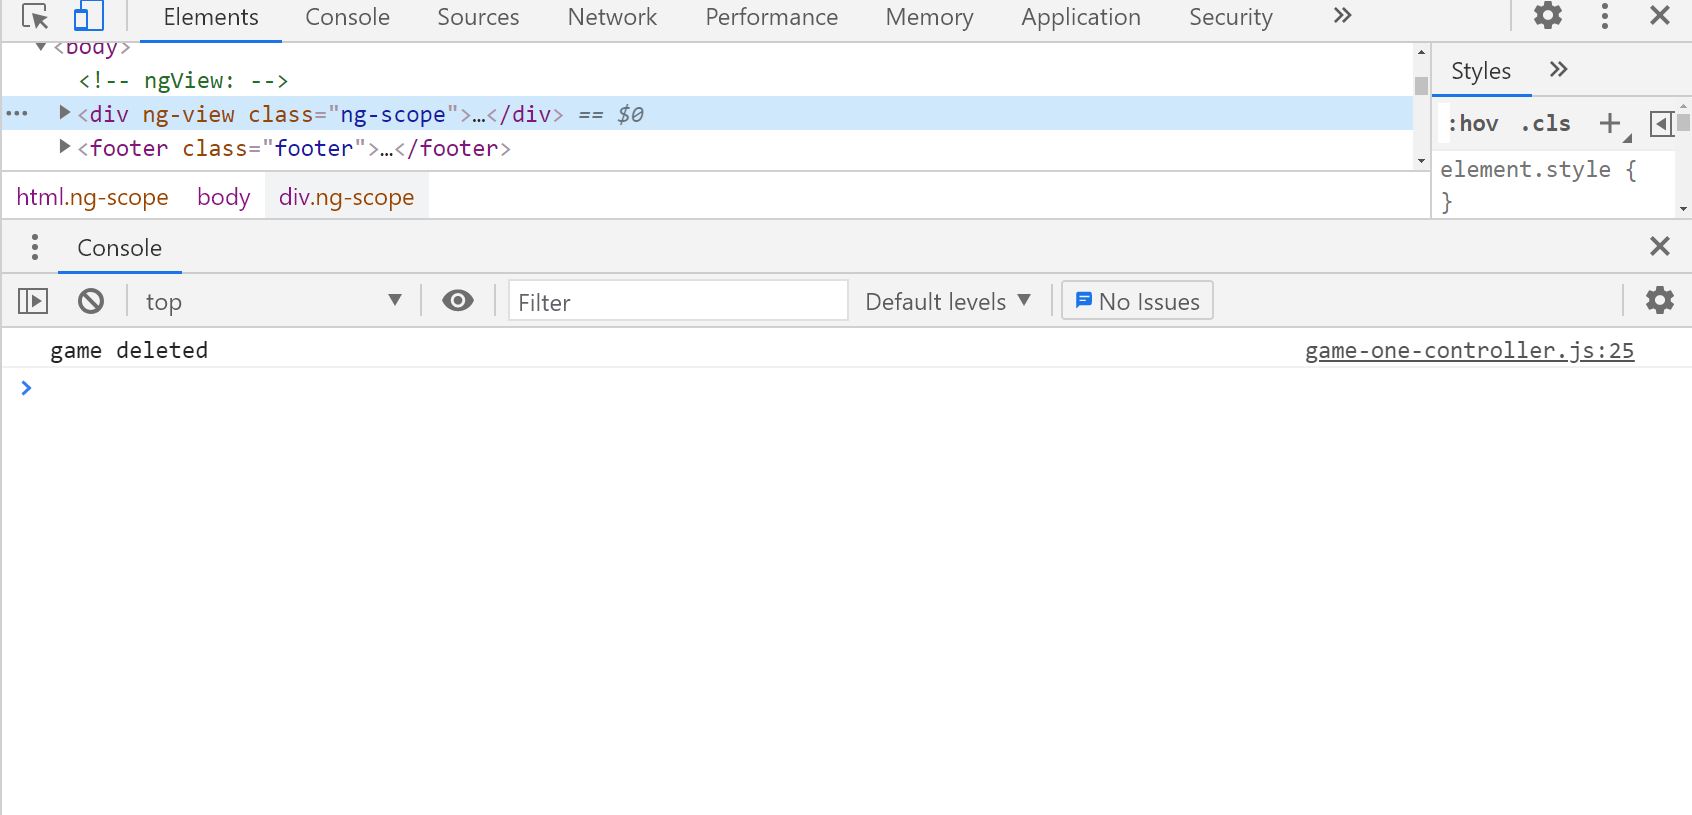 Elements Console Sources Network Performance Memory Application Security »
<body>
<!-- ngView: -->
<div ng-view class="ng-scope">…</div> == $0
<footer class="footer">…</footer>
html.ng-scope body div.ng-scope
Styles »
:hov .cls +
element.style {
}
Console
top Filter Default levels No Issues
game deleted game-one-controller.js:25
>